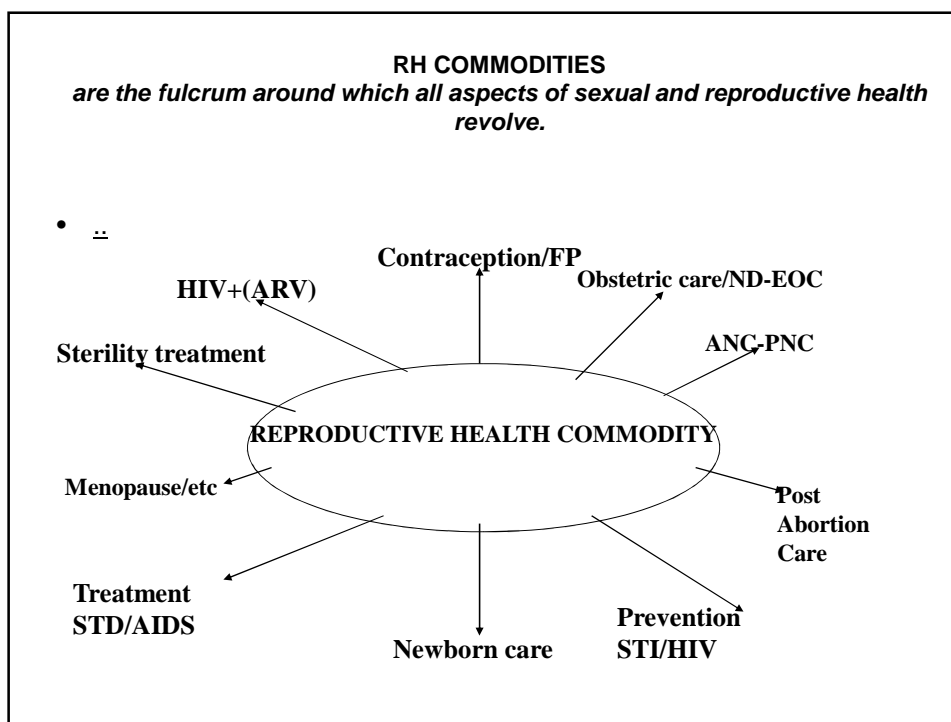 RH COMMODITIES
are the fulcrum around which all aspects of sexual and reproductive health
revolve.
• ..
Contraception/FP
HIV+(ARV)
Obstetric care/ND-EOC
Sterility treatment
ANC-PNC
REPRODUCTIVE HEALTH COMMODITY
Menopause/etc
Post
Abortion
Care
Treatment
STD/AIDS
Prevention
STI/HIV
Newborn care